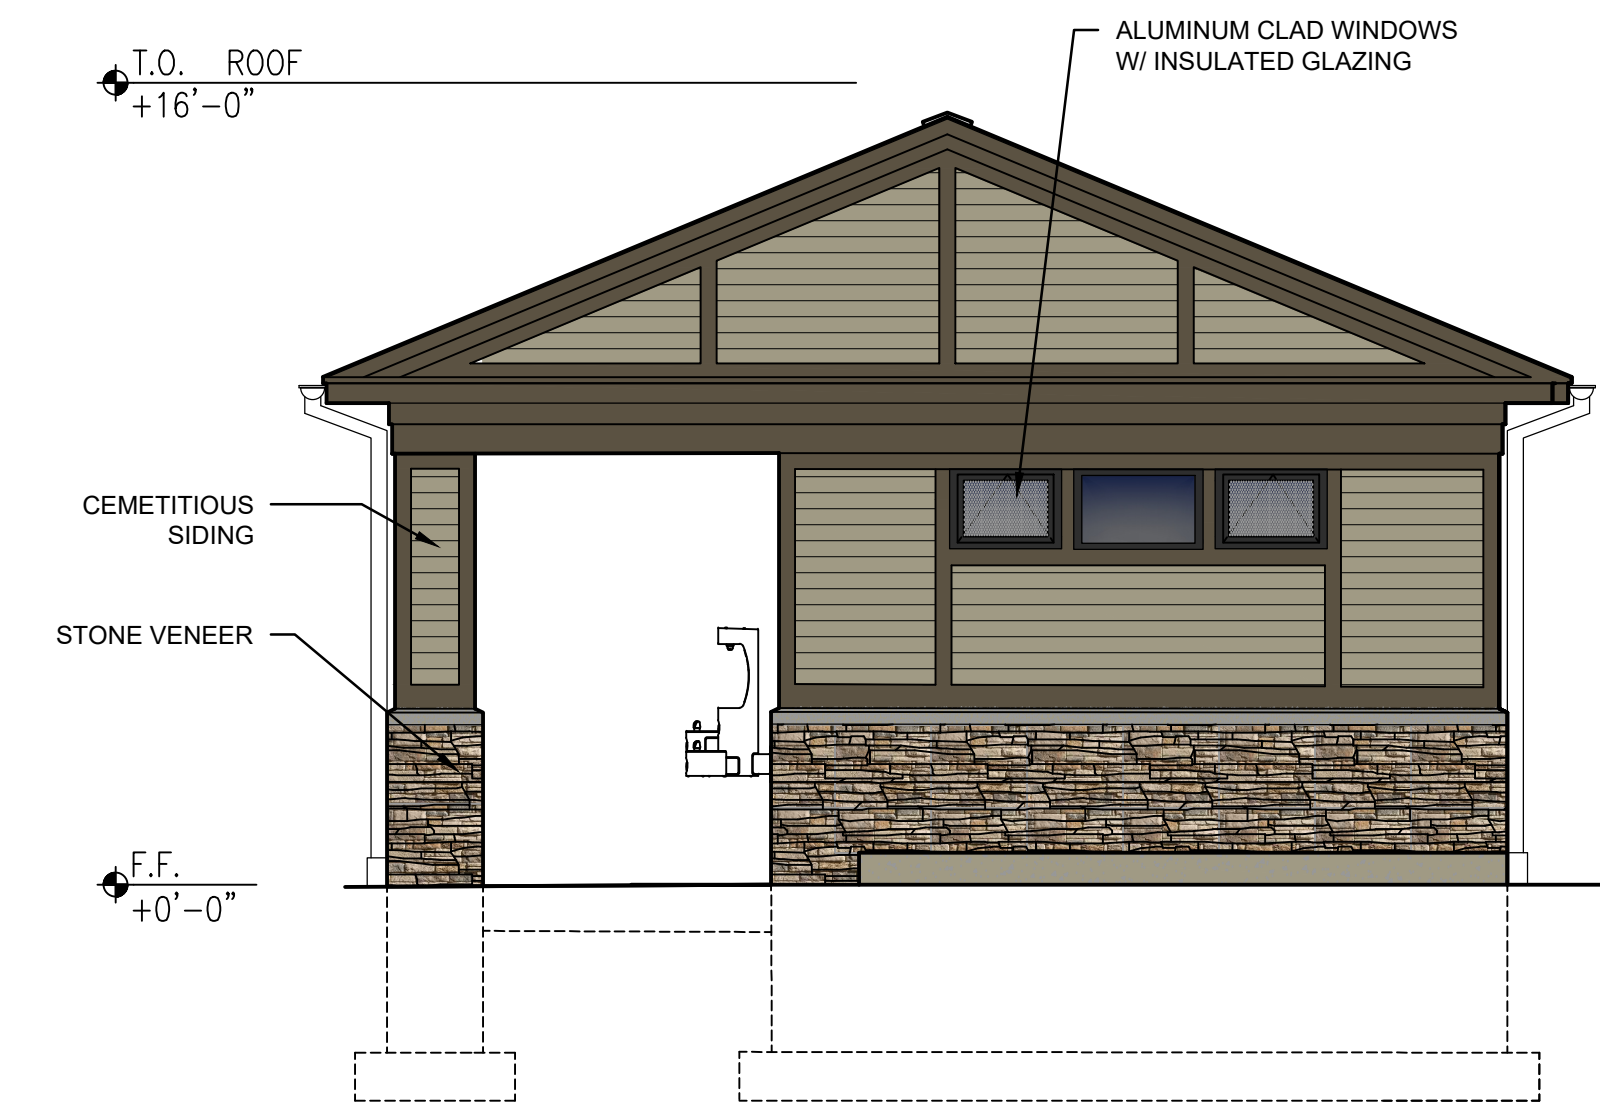 T.O. ROOF
+16'-0"
ALUMINUM CLAD WINDOWS
W/ INSULATED GLAZING
CEMETITIOUS
SIDING
STONE VENEER
F.F.
+0'-0"